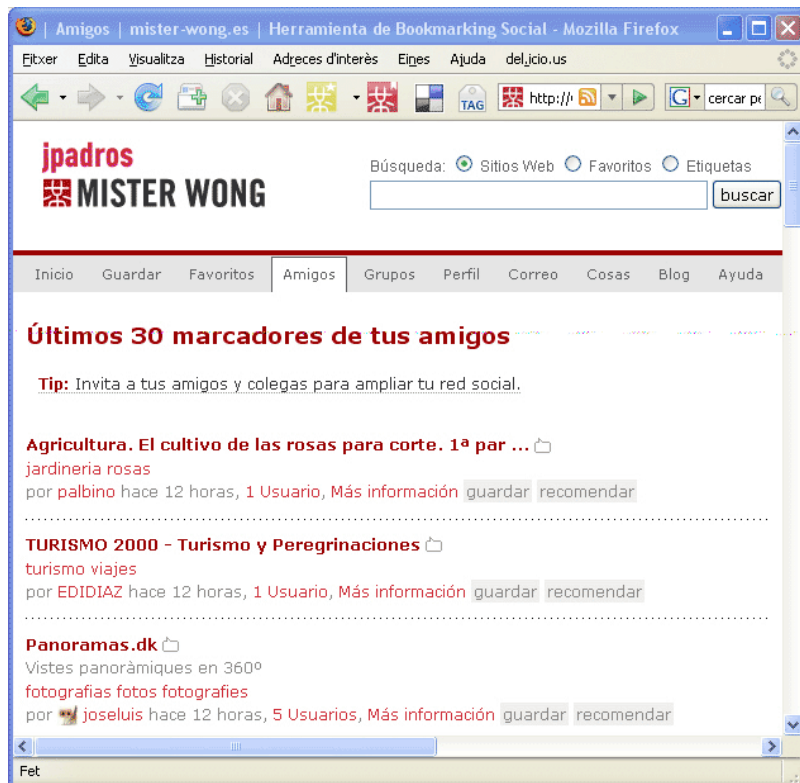 Amigos | mister-wong.es | Herramienta de Bookmarking Social - Mozilla Firefox
Fitxer Edita Visualitza Historial Adreces d'interès Eines Ajuda del.icio.us
TAG http:// G cercar pe
jpadros
MISTER WONG
Búsqueda: Sitios Web Favoritos Etiquetas
buscar
Inicio Guardar Favoritos Amigos Grupos Perfil Correo Cosas Blog Ayuda
Últimos 30 marcadores de tus amigos
Tip: Invita a tus amigos y colegas para ampliar tu red social.
Agricultura. El cultivo de las rosas para corte. 1ª par ...
jardineria rosas
por palbino hace 12 horas, 1 Usuario, Más información guardar recomendar
TURISMO 2000 - Turismo y Peregrinaciones
turismo viajes
por EDIDIAZ hace 12 horas, 1 Usuario, Más información guardar recomendar
Panoramas.dk
Vistes panoràmiques en 360º
fotografias fotos fotografies
por joseluis hace 12 horas, 5 Usuarios, Más información guardar recomendar
Fet